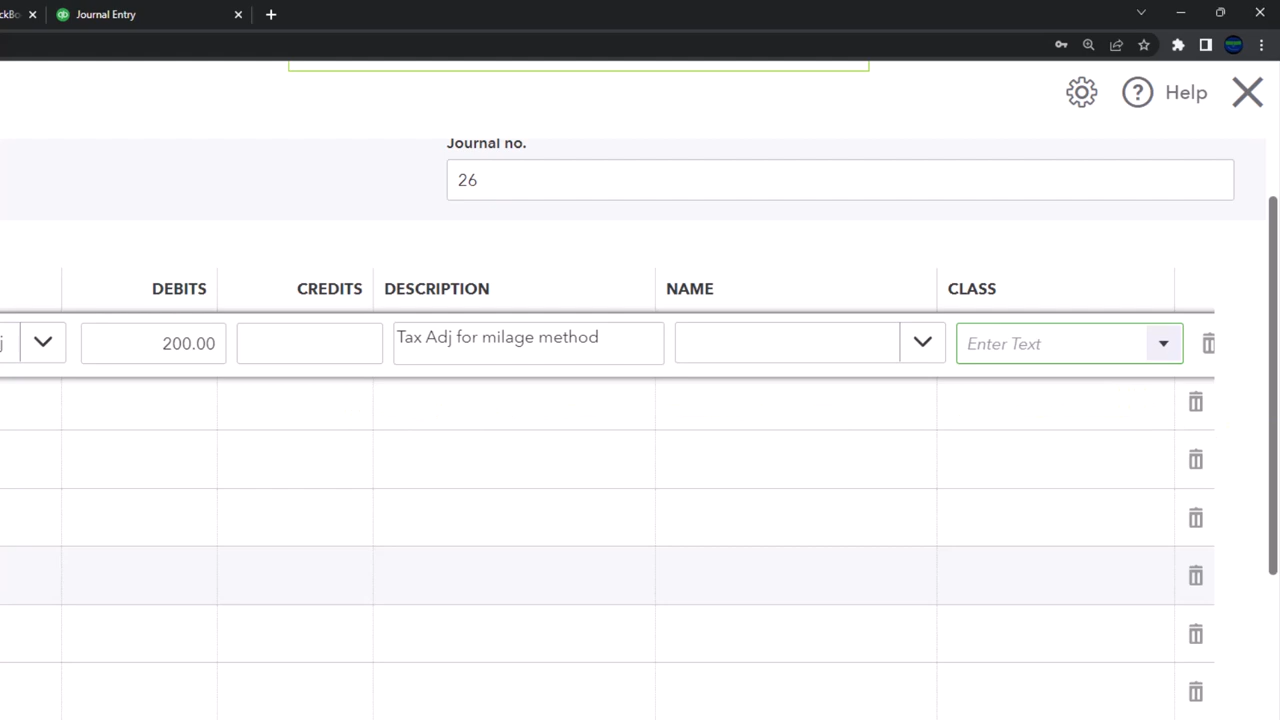 ckBo
Journal Entry
Help
Journal no.
26
DEBITS CREDITS DESCRIPTION NAME CLASS
j 200.00 Tax Adj for milage method Enter Text